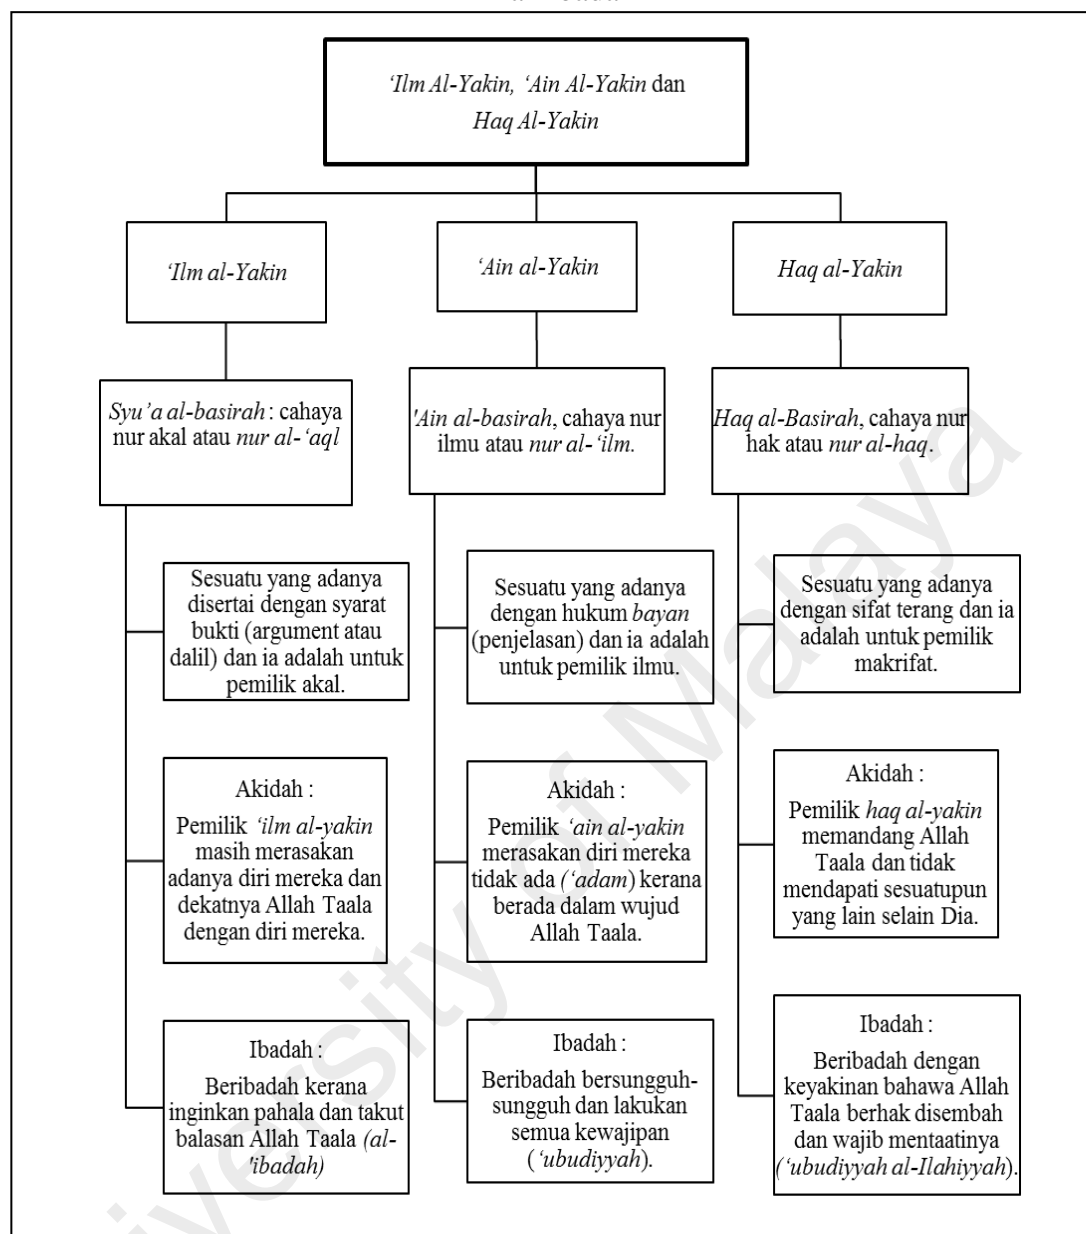 ‘Ilm Al-Yakin, ‘Ain Al-Yakin dan
Haq Al-Yakin
‘Ilm al-Yakin
‘Ain al-Yakin
Haq al-Yakin
Syu’a al-basirah : cahaya
nur akal atau nur al-‘aql
'Ain al-basirah, cahaya nur
ilmu atau nur al-‘ilm.
Haq al-Basirah, cahaya nur
hak atau nur al-haq.
Sesuatu yang adanya
disertai dengan syarat
bukti (argument atau
dalil) dan ia adalah untuk
pemilik akal.
Sesuatu yang adanya
dengan hukum bayan
(penjelasan) dan ia adalah
untuk pemilik ilmu.
Sesuatu yang adanya
dengan sifat terang dan ia
adalah untuk pemilik
makrifat.
Akidah :
Pemilik ‘ilm al-yakin
masih merasakan
adanya diri mereka dan
dekatnya Allah Taala
dengan diri mereka.
Akidah :
Pemilik ‘ain al-yakin
merasakan diri mereka
tidak ada (‘adam) kerana
berada dalam wujud
Allah Taala.
Akidah :
Pemilik haq al-yakin
memandang Allah
Taala dan tidak
mendapati sesuatupun
yang lain selain Dia.
Ibadah :
Beribadah kerana
inginkan pahala dan takut
balasan Allah Taala (al-
'ibadah)
Ibadah :
Beribadah bersungguh-
sungguh dan lakukan
semua kewajipan
(‘ubudiyyah).
Ibadah :
Beribadah dengan
keyakinan bahawa Allah
Taala berhak disembah
dan wajib mentaatinya
(‘ubudiyyah al-Ilahiyyah).
of Malaya